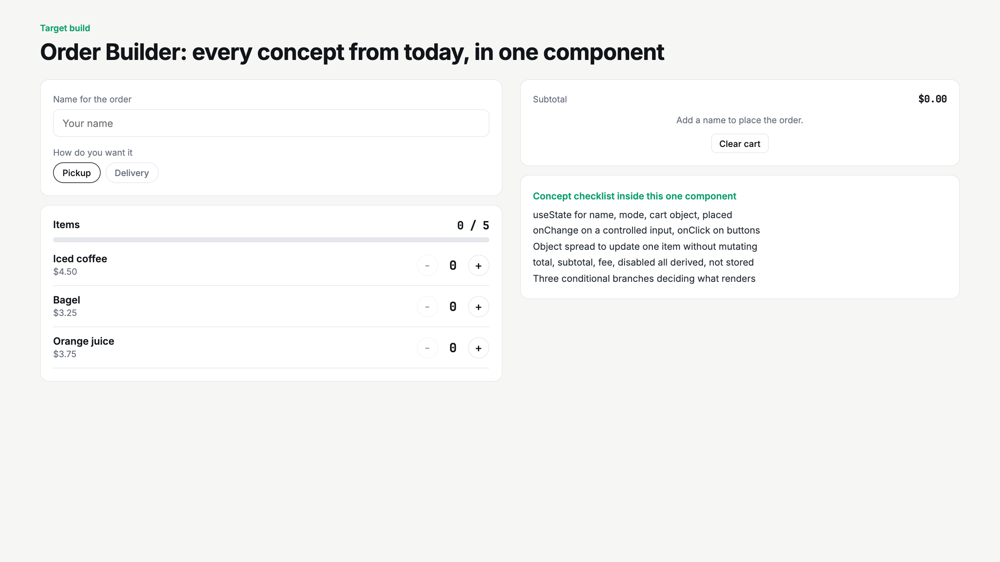 Target build
Order Builder: every concept from today, in one component
Name for the order
Your name
How do you want it
Pickup
Delivery
Items
0 / 5
Iced coffee
$4.50
-
0
+
Bagel
$3.25
-
0
+
Orange juice
$3.75
-
0
+
Subtotal
$0.00
Add a name to place the order.
Clear cart
Concept checklist inside this one component
useState for name, mode, cart object, placed
onChange on a controlled input, onClick on buttons
Object spread to update one item without mutating
total, subtotal, fee, disabled all derived, not stored
Three conditional branches deciding what renders